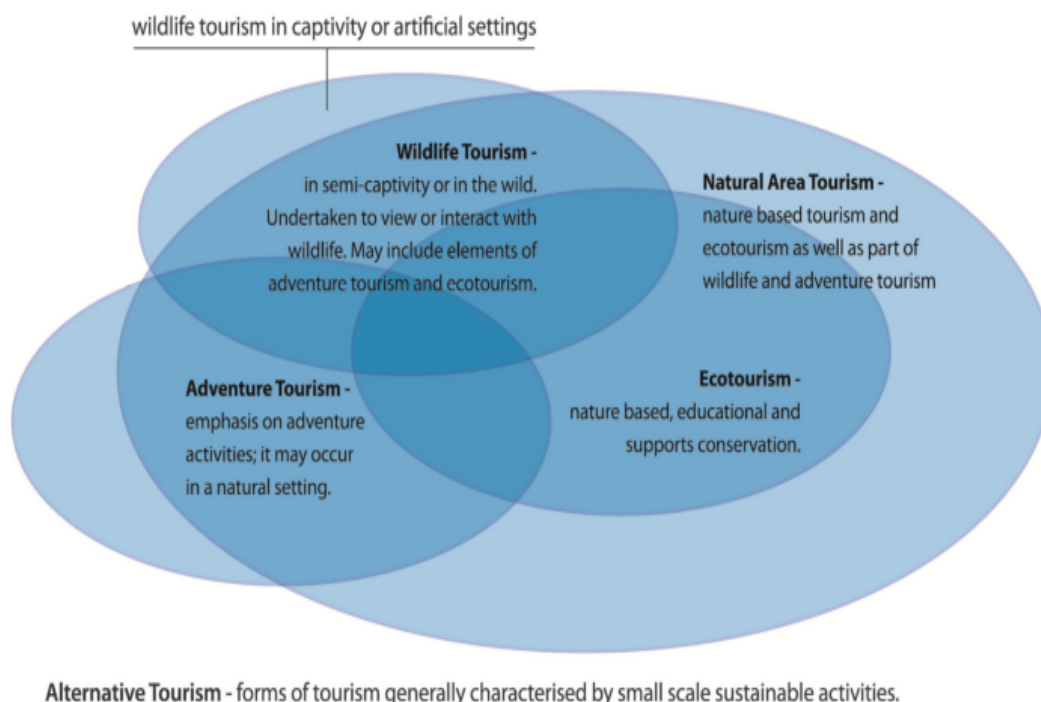 wildlife tourism in captivity or artificial settings
Wildlife Tourism -
in semi-captivity or in the wild.
Undertaken to view or interact with
wildlife. May include elements of
adventure tourism and ecotourism.
Natural Area Tourism -
nature based tourism and
ecotourism as well as part of
wildlife and adventure tourism
Adventure Tourism -
emphasis on adventure
activities; it may occur
in a natural setting.
Ecotourism -
nature based, educational and
supports conservation.
Alternative Tourism - forms of tourism generally characterised by small scale sustainable activities.